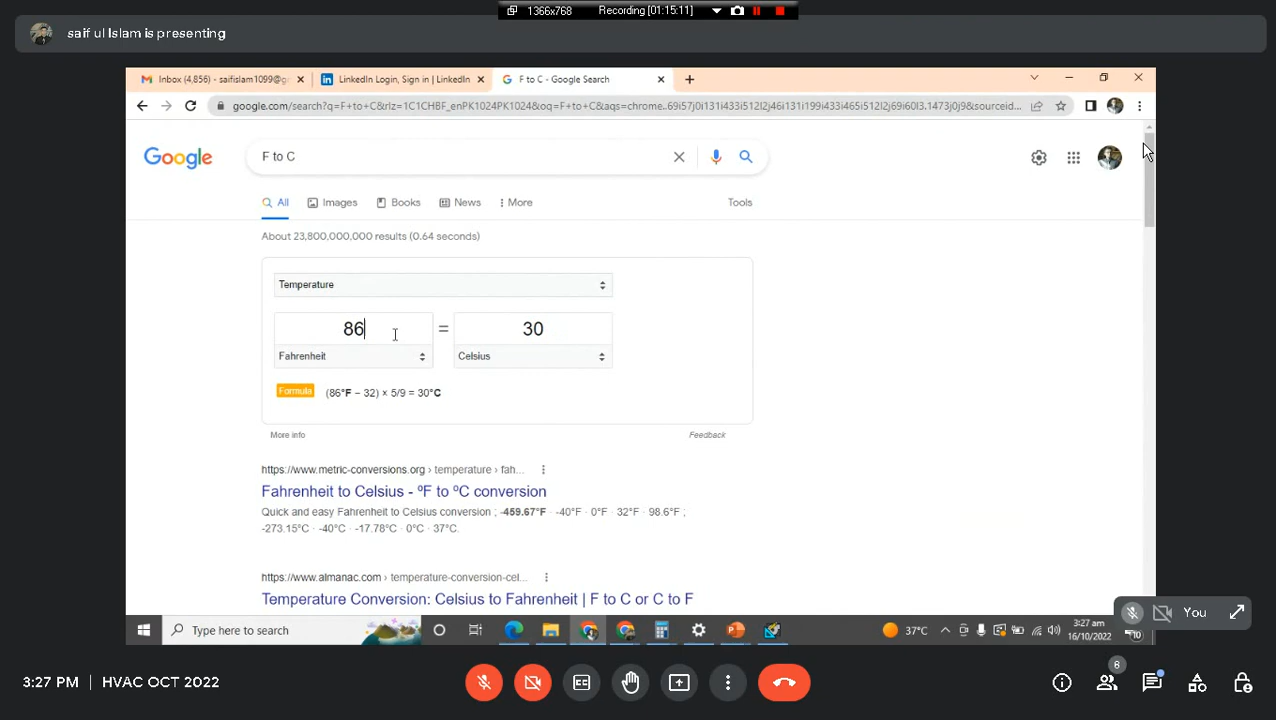 1366x768 Recording [01:15:11]
saif ul Islam is presenting
Inbox (4,856) - saifislam1099@g
LinkedIn Login, Sign in | LinkedIn
F to C - Google Search
google.com/search?q=F+to+C&rlz=1C1CHBF_enPK1024PK1024&oq=F+to+C&aqs=chrome..69i57j0i131i433i512l2j46i131i199i433i465i512l2j69i60l3.1473j0j9&sourceid...
Google
F to C
All Images Books News More Tools
About 23,800,000,000 results (0.64 seconds)
Temperature
86 = 30
Fahrenheit Celsius
Formula (86°F − 32) × 5/9 = 30°C
More info Feedback
https://www.metric-conversions.org › temperature › fah...
Fahrenheit to Celsius - ºF to ºC conversion
Quick and easy Fahrenheit to Celsius conversion ; -459.67°F · -40°F · 0°F · 32°F · 98.6°F ;
-273.15°C · -40°C · -17.78°C · 0°C · 37°C.
https://www.almanac.com › temperature-conversion-cel...
Temperature Conversion: Celsius to Fahrenheit | F to C or C to F
You
Type here to search
37°C
3:27 am
16/10/2022
10
3:27 PM | HVAC OCT 2022